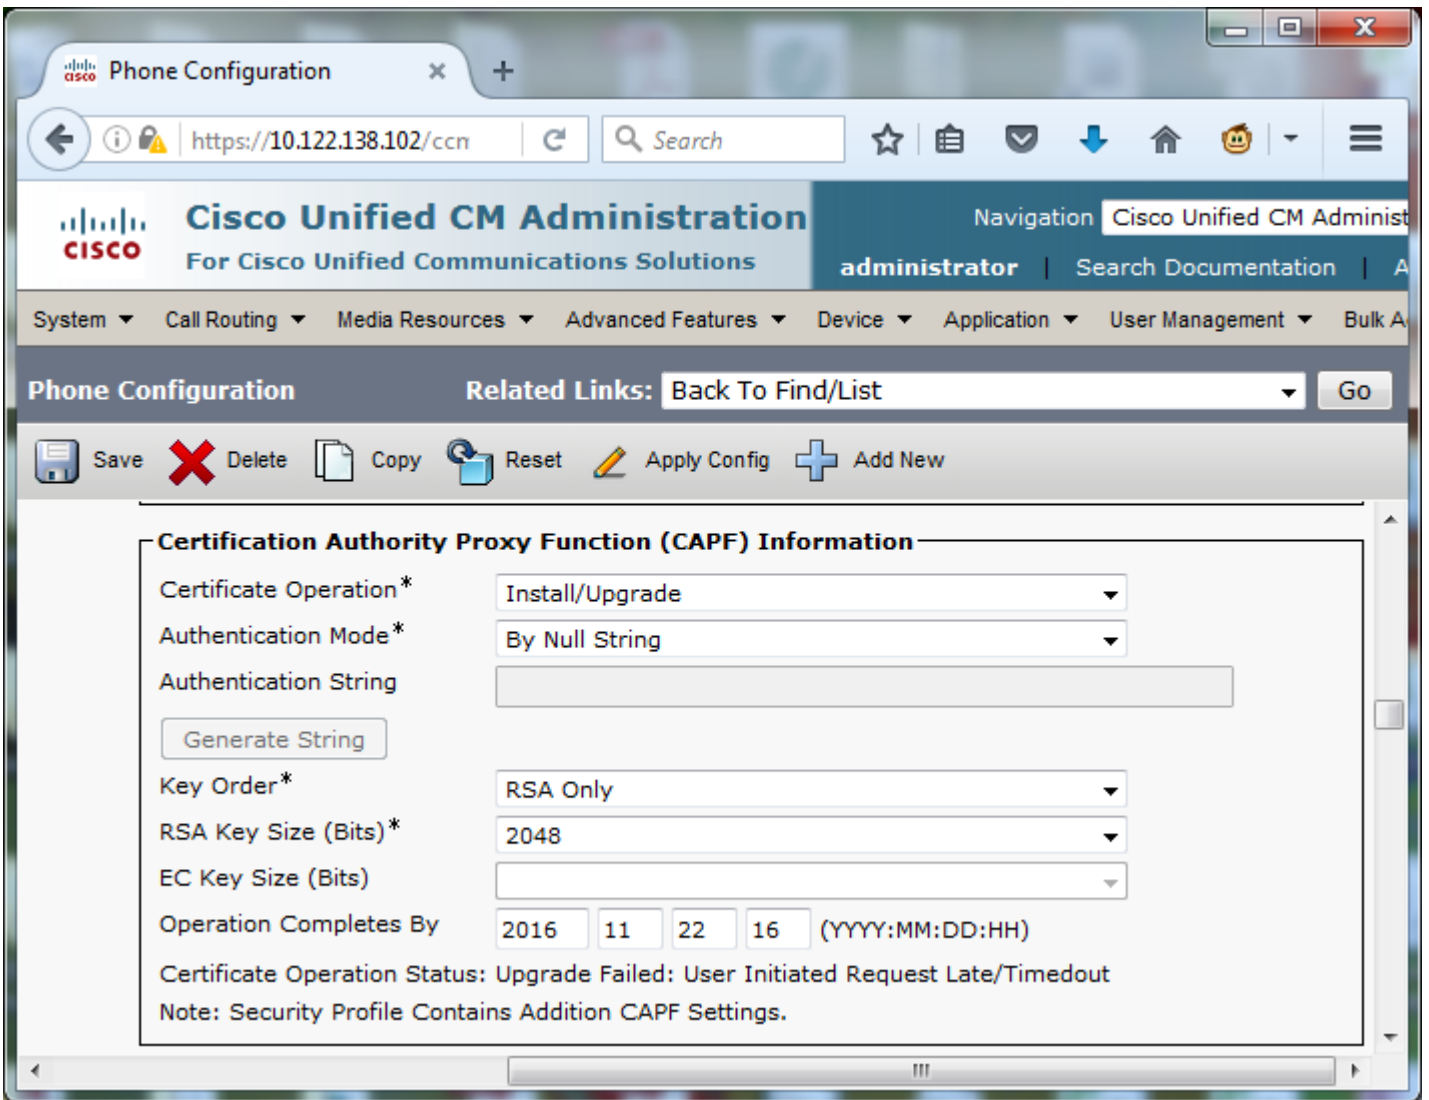 Phone Configuration
https://10.122.138.102/ccm
Search
CISCO
Cisco Unified CM Administration
For Cisco Unified Communications Solutions
Navigation Cisco Unified CM Administ
administrator | Search Documentation | A
System Call Routing Media Resources Advanced Features Device Application User Management Bulk A
Phone Configuration Related Links: Back To Find/List Go
Save Delete Copy Reset Apply Config Add New
Certification Authority Proxy Function (CAPF) Information
Certificate Operation* Install/Upgrade
Authentication Mode* By Null String
Authentication String
Generate String
Key Order* RSA Only
RSA Key Size (Bits)* 2048
EC Key Size (Bits)
Operation Completes By 2016 11 22 16 (YYYY:MM:DD:HH)
Certificate Operation Status: Upgrade Failed: User Initiated Request Late/Timedout
Note: Security Profile Contains Addition CAPF Settings.